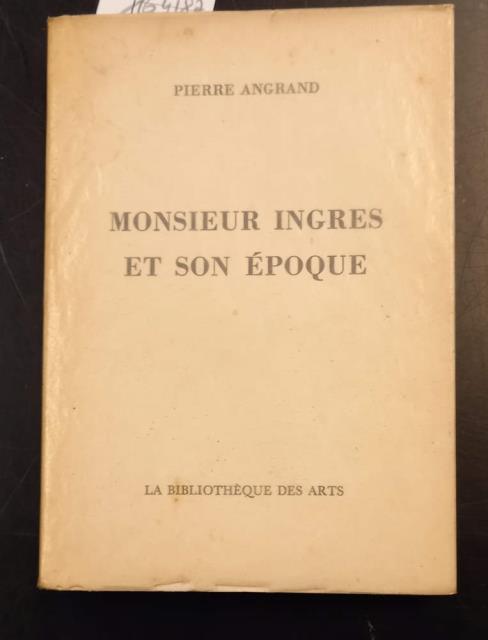 PIERRE ANGRAND
MONSIEUR INGRES
ET SON ÉPOQUE
LA BIBLIOTHÈQUE DES ARTS